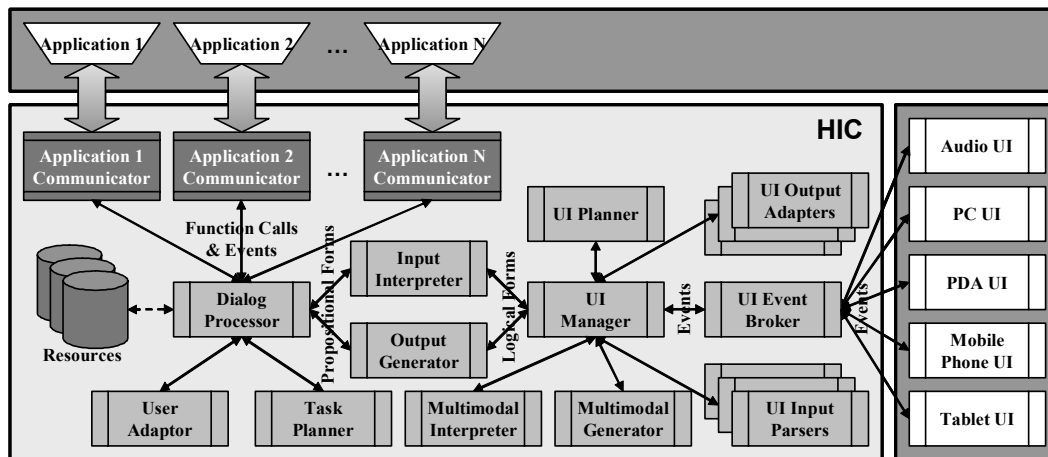 Application 1
Application 2
...
Application N
HIC
Application 1
Communicator
Application 2
Communicator
...
Application N
Communicator
Function Calls
& Events
UI Planner
UI Output
Adapters
Resources
Dialog
Processor
Propositional Forms
Input
Interpreter
Output
Generator
Logical Forms
UI
Manager
Events
UI Event
Broker
Events
User
Adaptor
Task
Planner
Multimodal
Interpreter
Multimodal
Generator
UI Input
Parsers
Audio UI
PC UI
PDA UI
Mobile
Phone UI
Tablet UI